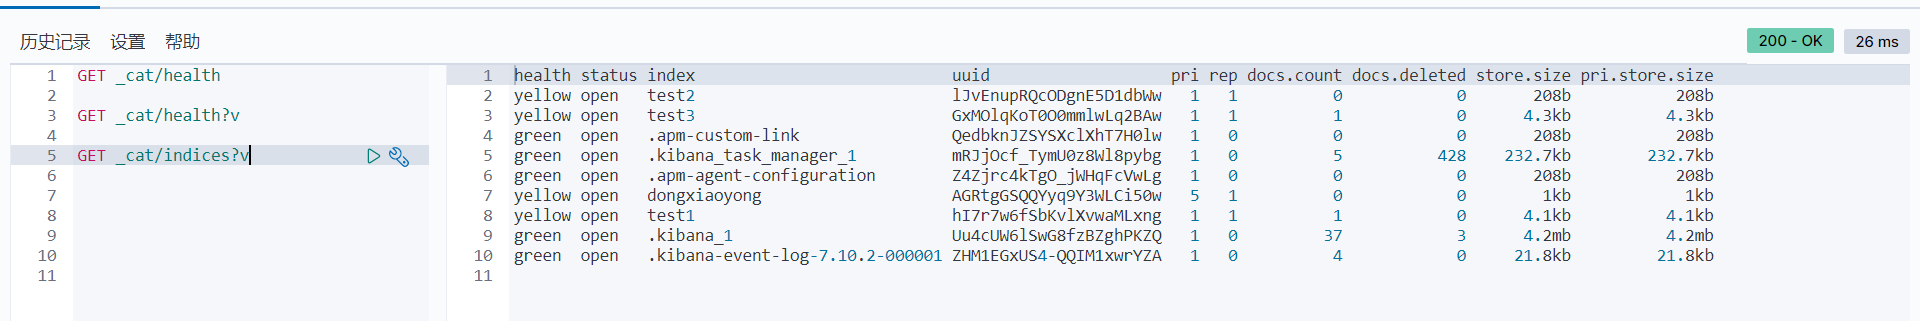 历史记录 设置 帮助 200 - OK 26 ms
1 GET _cat/health
2
3 GET _cat/health?v
4
5 GET _cat/indices?v
6
7
8
9
10
11
1 health status index uuid pri rep docs.count docs.deleted store.size pri.store.size
2 yellow open test2 lJvEnupRQcODgnE5D1dbWw 1 1 0 0 208b 208b
3 yellow open test3 GxMOlqKoT0O0mmlwLq2BAw 1 1 1 0 4.3kb 4.3kb
4 green open .apm-custom-link QedbknJZSYSXclXhT7H0lw 1 0 0 0 208b 208b
5 green open .kibana_task_manager_1 mRJjOcf_TymU0z8Wl8pybg 1 0 5 428 232.7kb 232.7kb
6 green open .apm-agent-configuration Z4Zjrc4kTgO_jWHqFcVwLg 1 0 0 0 208b 208b
7 yellow open dongxiaoyong AGRtgGSQQYyq9Y3WLCi50w 5 1 0 0 1kb 1kb
8 yellow open test1 hI7r7w6fSbKvlXvwaMLxng 1 1 1 0 4.1kb 4.1kb
9 green open .kibana_1 Uu4cUW6lSwG8fzBZghPKZQ 1 0 37 3 4.2mb 4.2mb
10 green open .kibana-event-log-7.10.2-000001 ZHM1EGxUS4-QQIM1xwrYZA 1 0 4 0 21.8kb 21.8kb
11